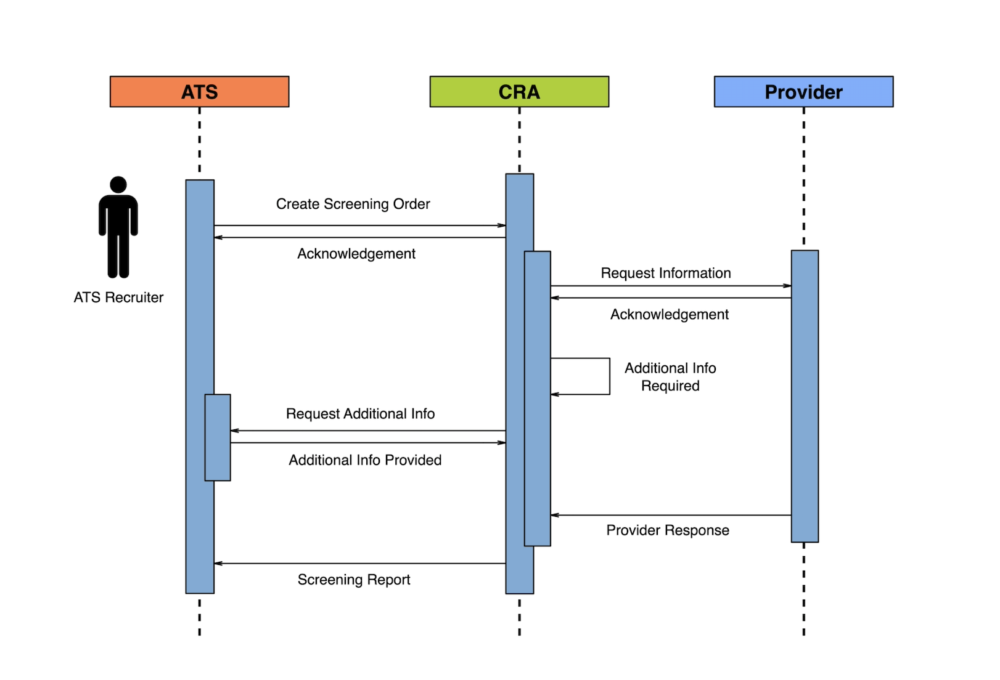 ATS
CRA
Provider
Create Screening Order
Acknowledgement
ATS Recruiter
Request Information
Acknowledgement
Additional Info
Required
Request Additional Info
Additional Info Provided
Provider Response
Screening Report